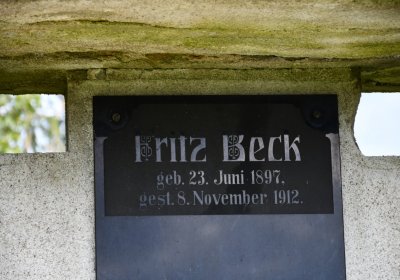 Fritz Beck
geb. 23. Juni 1897,
gest. 8. November 1912.